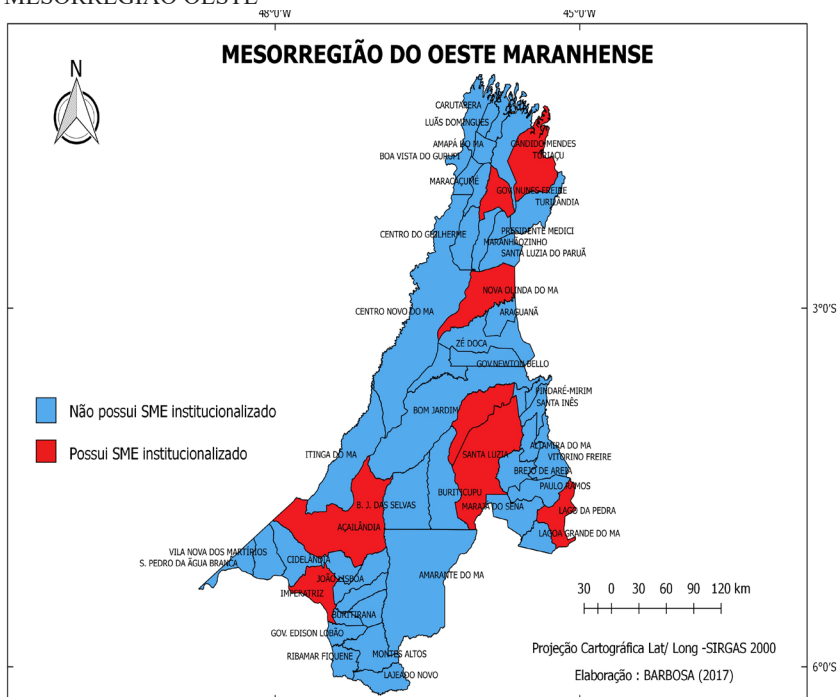 MESORREGIÃO OESTE
48°0'W
45°0'W
MESORREGIÃO DO OESTE MARANHENSE
N
CARUTAPERA
LUÃS DOMINGUES
AMAPÁ DO MA
CANDIDO MENDES
BOA VISTA DO GURUPI
TURIAÇU
MARACAÇUMÉ
GOV. NUNES FREIRE
TURILÂNDIA
CENTRO DO GUILHERME
PRESIDENTE MEDICI
MARANHÃOZINHO
SANTA LUZIA DO PARUÃ
NOVA OLINDA DO MA
CENTRO NOVO DO MA
ARAGUANÃ
3°0'S
ZÉ DOCA
GOV.NEWTON BELLO
PINDARÉ-MIRIM
SANTA INÊS
Não possui SME institucionalizado
BOM JARDIM
Possui SME institucionalizado
ALTAMIRA DO MA
ITINGA DO MA
SANTA LUZIA
VITORINO FREIRE
BREJO DE AREIA
BURITICUPU
PAULO RAMOS
B. J. DAS SELVAS
MARAJÁ DO SENA
LAGO DA PEDRA
AÇAILÂNDIA
LAGOA GRANDE DO MA
VILA NOVA DOS MARTÍRIOS
S. PEDRO DA ÁGUA BRANCA
CIDELÂNDIA
JOÃO LISBOA
AMARANTE DO MA
IMPERATRIZ
30 0 30 60 90 120 km
BURITIRANA
GOV. EDISON LOBÃO
RIBAMAR FIQUENE
MONTES ALTOS
Projeção Cartográfica Lat/ Long -SIRGAS 2000
6°0'S
LAJEADO NOVO
Elaboração : BARBOSA (2017)